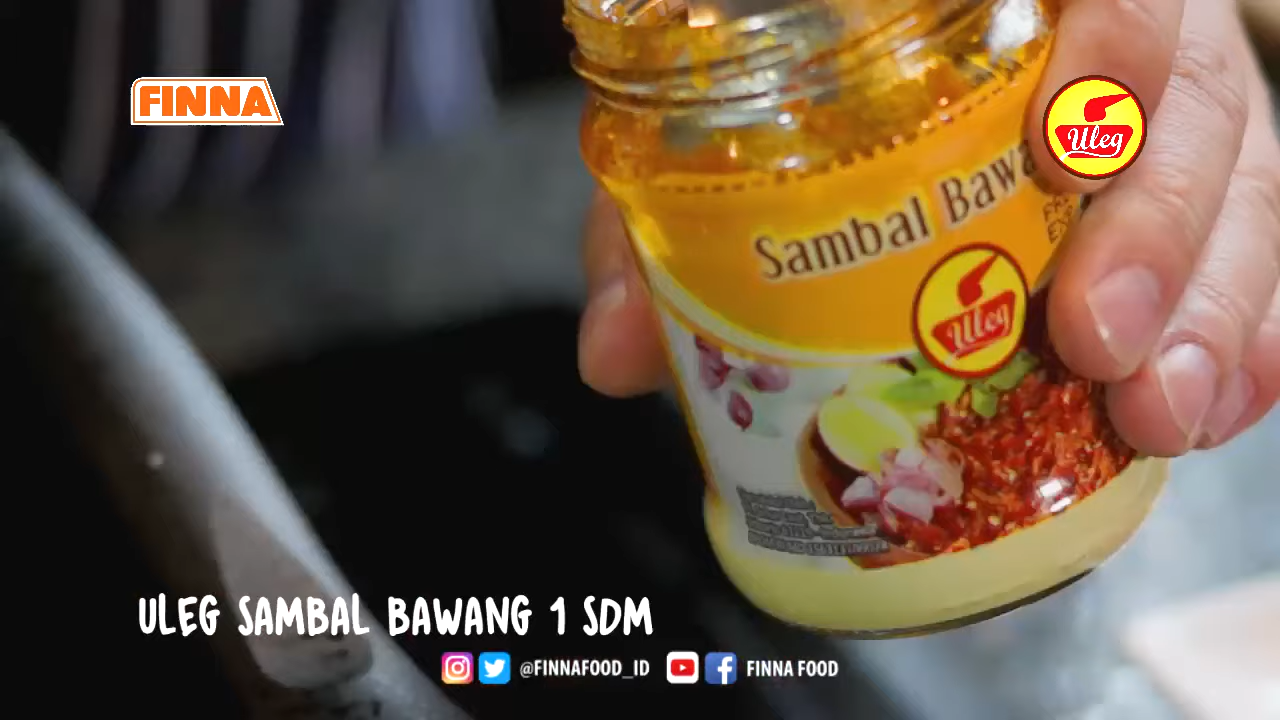 FINNA
Uleg
Sambal Bawa
Uleg
ULEG SAMBAL BAWANG 1 SDM
@FINNAFOOD_ID FINNA FOOD